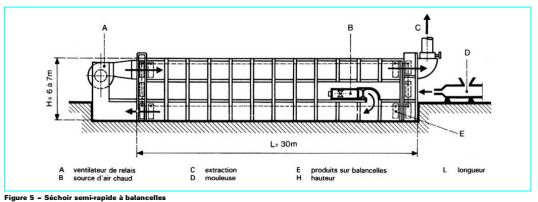 A
B
C
D
H= 6 à 7m
E
L= 30m
A ventilateur de relais
B source d'air chaud
C extraction
D mouleuse
E produits sur balancelles
H hauteur
L longueur
Figure 5 – Séchoir semi-rapide à balancelles